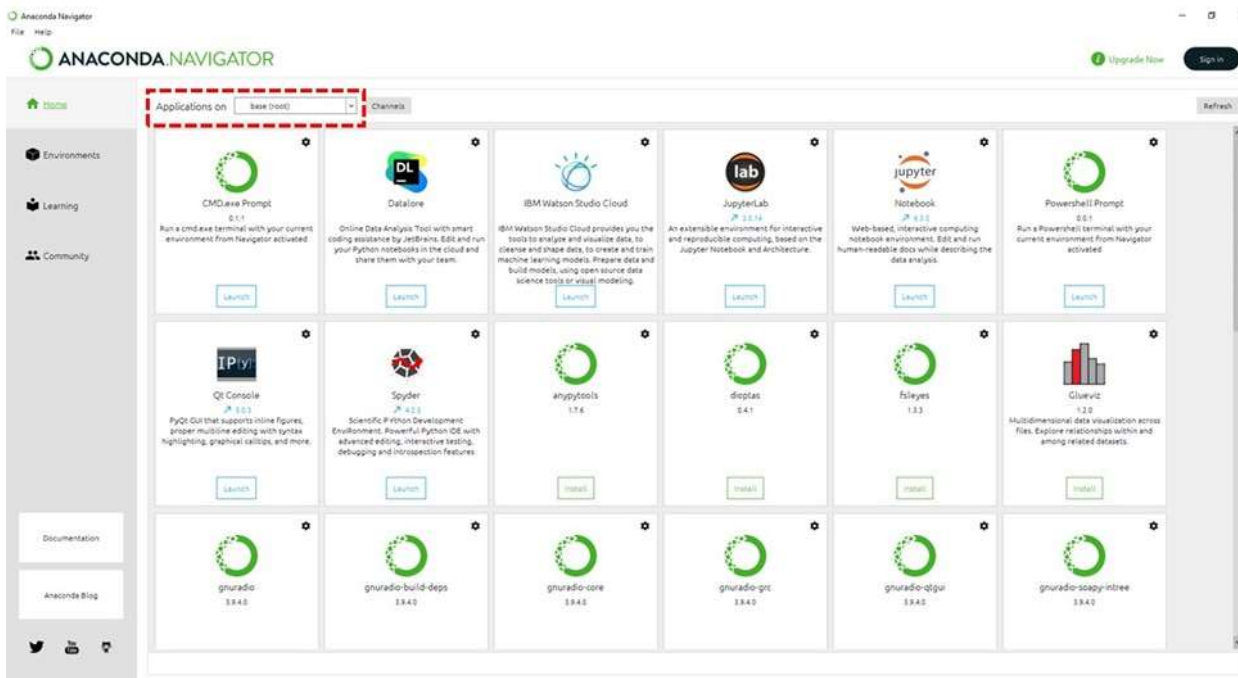 Anaconda Navigator
File Help
ANACONDA.NAVIGATOR
Upgrade Now
Sign in
Home
Applications on base (root) Channels
Refresh
Environments
Learning
Community
CMD.exe Prompt
0.1.1
Run a cmd.exe terminal with your current
environment from Navigator activated
Launch
DL
Datalore
Online Data Analysis Tool with smart
coding assistance by JetBrains. Edit and run
your Python notebooks in the cloud and
share them with your team.
Launch
IBM Watson Studio Cloud
IBM Watson Studio Cloud provides you the
tools to analyze and visualize data, to
cleanse and shape data, to create and train
machine learning models. Prepare data and
build models, using open source data
science tools or visual modeling.
Launch
lab
JupyterLab
An extensible environment for interactive
and reproducible computing, based on the
Jupyter Notebook and Architecture.
Launch
jupyter
Notebook
6.3.0
Web-based, interactive computing
notebook environment. Edit and run
human-readable docs while describing the
data analysis.
Launch
Powershell Prompt
0.0.1
Run a Powershell terminal with your
current environment from Navigator
activated
Launch
IP[y]
Qt Console
PyQt GUI that supports inline figures,
proper multiline editing with syntax
highlighting, graphical calltips, and more.
Launch
Spyder
Scientific PYthon Development
EnviRonment. Powerful Python IDE with
advanced editing, interactive testing,
debugging and introspection features
Launch
anypytools
1.7.6
Install
dioptas
0.4.1
Install
fsleyes
1.3.3
Install
Glueviz
1.2.0
Multidimensional data visualization across
files. Explore relationships within and
among related datasets.
Install
gnuradio
3.9.4.0
gnuradio-build-deps
3.9.4.0
gnuradio-core
3.9.4.0
gnuradio-grc
3.9.4.0
gnuradio-qtgui
3.9.4.0
gnuradio-soapy-intree
3.9.4.0
Documentation
Anaconda Blog